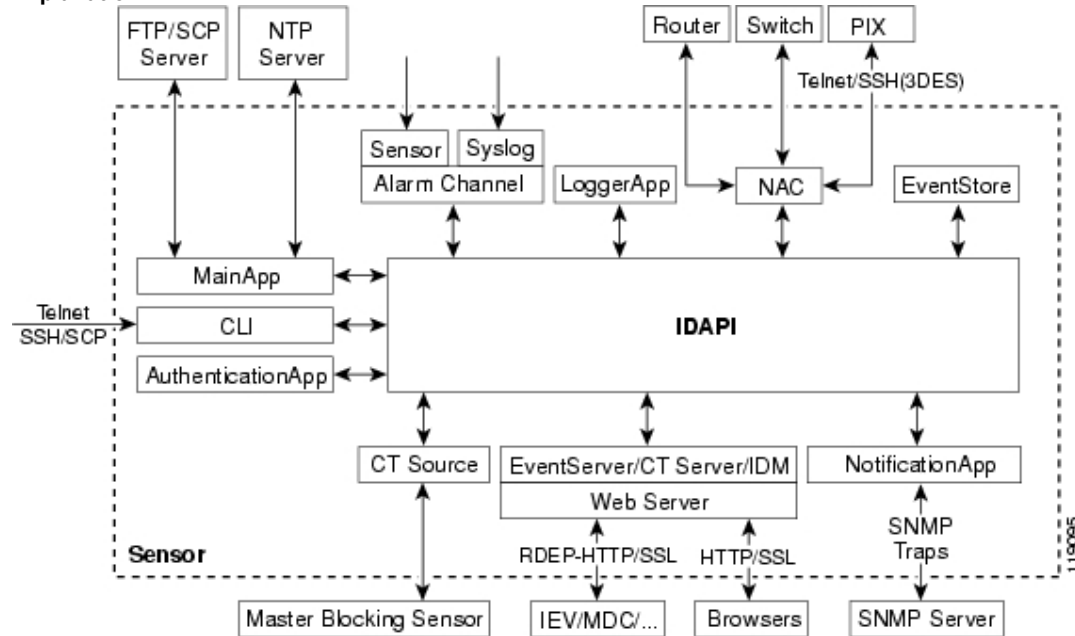 FTP/SCP
Server
NTP
Server
Router
Switch
PIX
Telnet/SSH(3DES)
Sensor
Syslog
Alarm Channel
LoggerApp
NAC
EventStore
MainApp
Telnet
SSH/SCP
CLI
IDAPI
AuthenticationApp
CT Source
EventServer/CT Server/IDM
Web Server
NotificationApp
Sensor
RDEP-HTTP/SSL
HTTP/SSL
SNMP
Traps
119095
Master Blocking Sensor
IEV/MDC/...
Browsers
SNMP Server